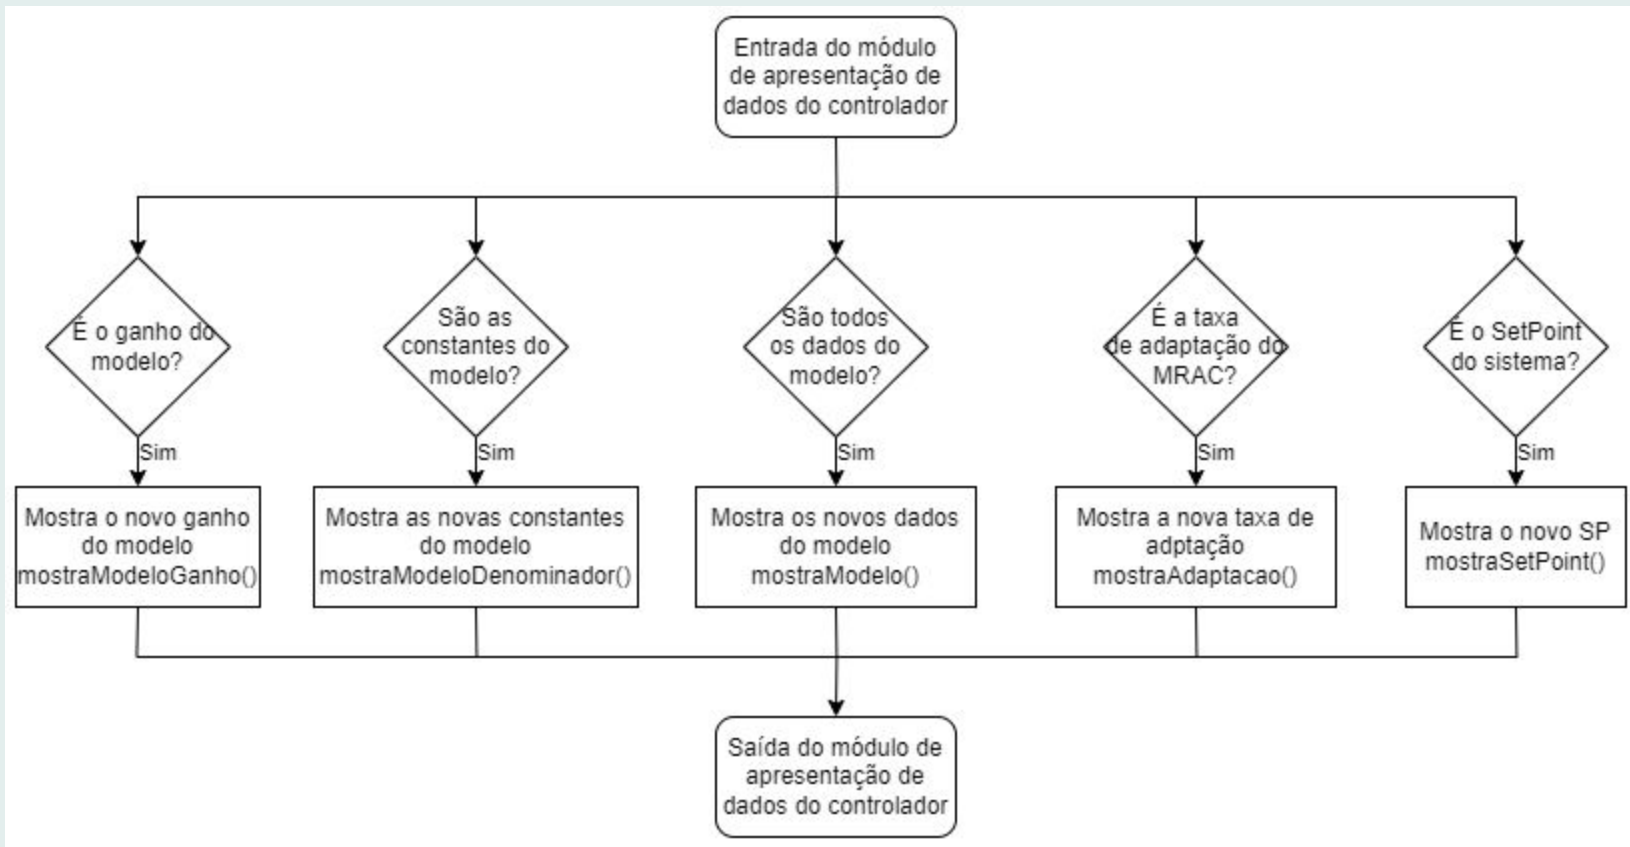 Entrada do módulo
de apresentação de
dados do controlador
É o ganho do
modelo?
São as
constantes do
modelo?
São todos
os dados do
modelo?
É a taxa
de adaptação do
MRAC?
É o SetPoint
do sistema?
Sim
Sim
Sim
Sim
Sim
Mostra o novo ganho
do modelo
mostraModeloGanho()
Mostra as novas constantes
do modelo
mostraModeloDenominador()
Mostra os novos dados
do modelo
mostraModelo()
Mostra a nova taxa de
adptação
mostraAdaptacao()
Mostra o novo SP
mostraSetPoint()
Saída do módulo de
apresentação de
dados do controlador